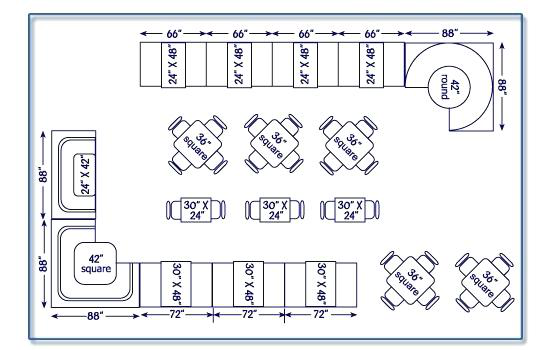 66"
66"
66"
66"
88"
24" X 48"
24" X 48"
24" X 48"
24" X 48"
42"
round
88"
36"
square
36"
square
36"
square
88"
24" X 42"
30" X
24"
30" X
24"
30" X
24"
88"
42"
square
30" X 48"
30" X 48"
30" X 48"
36"
square
36"
square
88"
72"
72"
72"